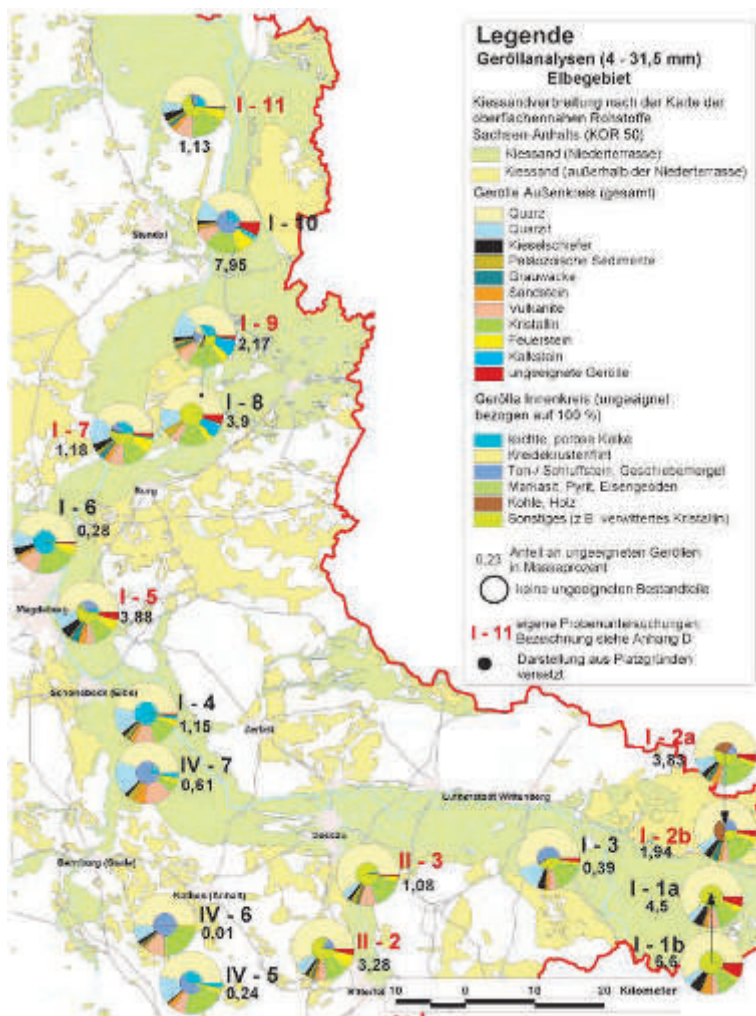 Legende
Geröllanalysen (4 - 31,5 mm)
Elbegebiet
Kiessandverbreitung nach der Karte der
oberflächennahen Rohstoffe
Sachsen-Anhalts (KOR 50)
Kiessand (Niederterrasse)
Kiessand (außerhalb der Niederterrasse)
Gerölle Außenkreis (gesamt)
Quarz
Quarzit
Kieselschiefer
Paläozoische Sedimente
Grauwacke
Sandstein
Vulkanite
Kristallin
Feuerstein
Kalkstein
ungeeignete Gerölle
Gerölle Innenkreis (ungeeignet
bezogen auf 100 %)
leichte, poröse Kalke
Kreidekrustenflint
Ton-/ Schluffstein, Geschiebemergel
Markasit, Pyrit, Eisengeoden
Kohle, Holz
Sonstiges (z.B. verwittertes Kristallin)
0,23 Anteil an ungeeigneten Geröllen
in Masseprozent
keine ungeeigneten Bestandteile
I - 11 eigene Probenuntersuchungen
Bezeichnung siehe Anhang D
Darstellung aus Platzgründen
versetzt
I - 11
1,13
I - 10
Stendal
7,95
I - 9
2,17
I - 8
3,9
I - 7
1,18
Burg
I - 6
0,28
I - 5
Magdeburg
3,88
Schönebeck (Elbe)
I - 4
1,15
Zerbst
IV - 7
0,61
I - 2a
3,83
Lutherstadt Wittenberg
Dessau
I - 2b
1,94
I - 3
0,39
II - 3
1,08
Bernburg (Saale)
Köthen (Anhalt)
I - 1a
4,5
IV - 6
0,01
II - 2
3,28
I - 1b
6,6
IV - 5
0,24
Bitterfeld
10 0 10 20 Kilometer